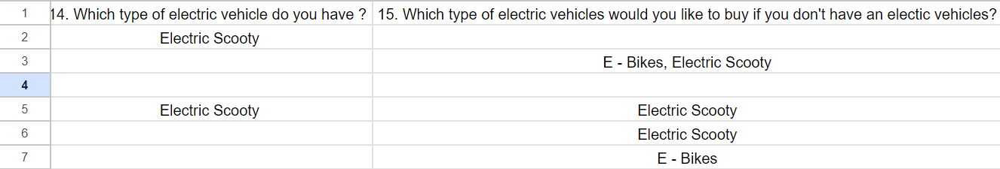 1 14. Which type of electric vehicle do you have ? 15. Which type of electric vehicles would you like to buy if you don't have an electic vehicles?
2 Electric Scooty
3 E - Bikes, Electric Scooty
4
5 Electric Scooty Electric Scooty
6 Electric Scooty
7 E - Bikes